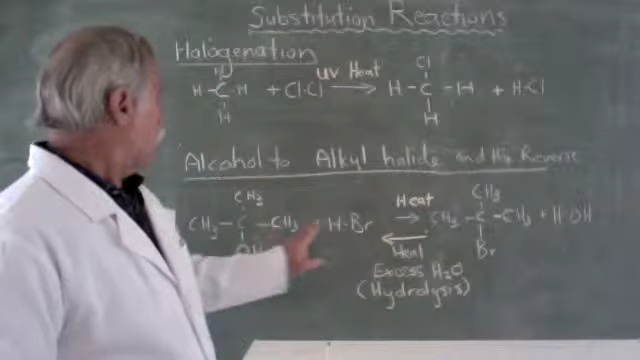 Substitution Reactions
Halogenation
H Cl
H-C-H + Cl·Cl UV Heat → H-C-H + H·Cl
H H
Alcohol to Alkyl halide and the Reverse
CH3 CH3
CH3-C-CH3 + H-Br Heat → CH3-C-CH3 + H·OH
OH ← Heat Br
Excess H2O
(Hydrolysis)